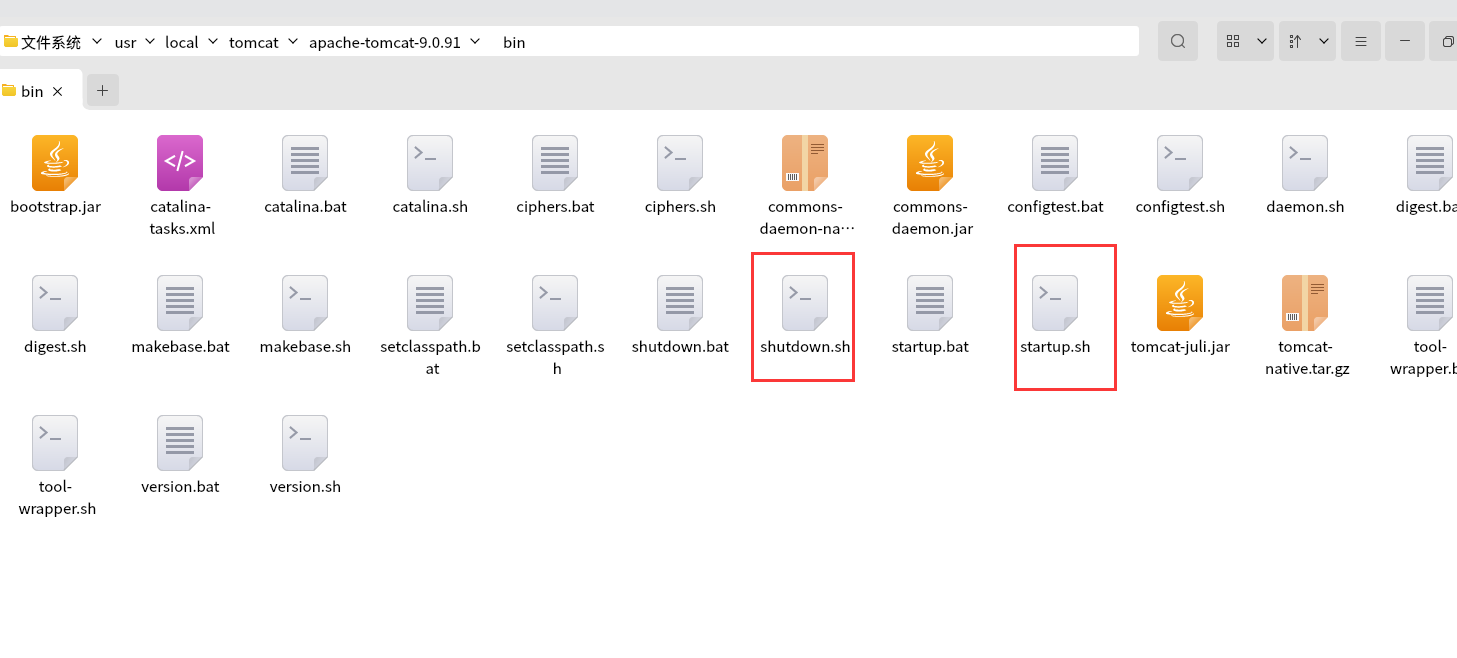 文件系统 usr local tomcat apache-tomcat-9.0.91 bin
bin
bootstrap.jar
catalina-
tasks.xml
catalina.bat
catalina.sh
ciphers.bat
ciphers.sh
commons-
daemon-na…
commons-
daemon.jar
configtest.bat
configtest.sh
daemon.sh
digest.ba
digest.sh
makebase.bat
makebase.sh
setclasspath.b
at
setclasspath.s
h
shutdown.bat
shutdown.sh
startup.bat
startup.sh
tomcat-juli.jar
tomcat-
native.tar.gz
tool-
wrapper.b
tool-
wrapper.sh
version.bat
version.sh